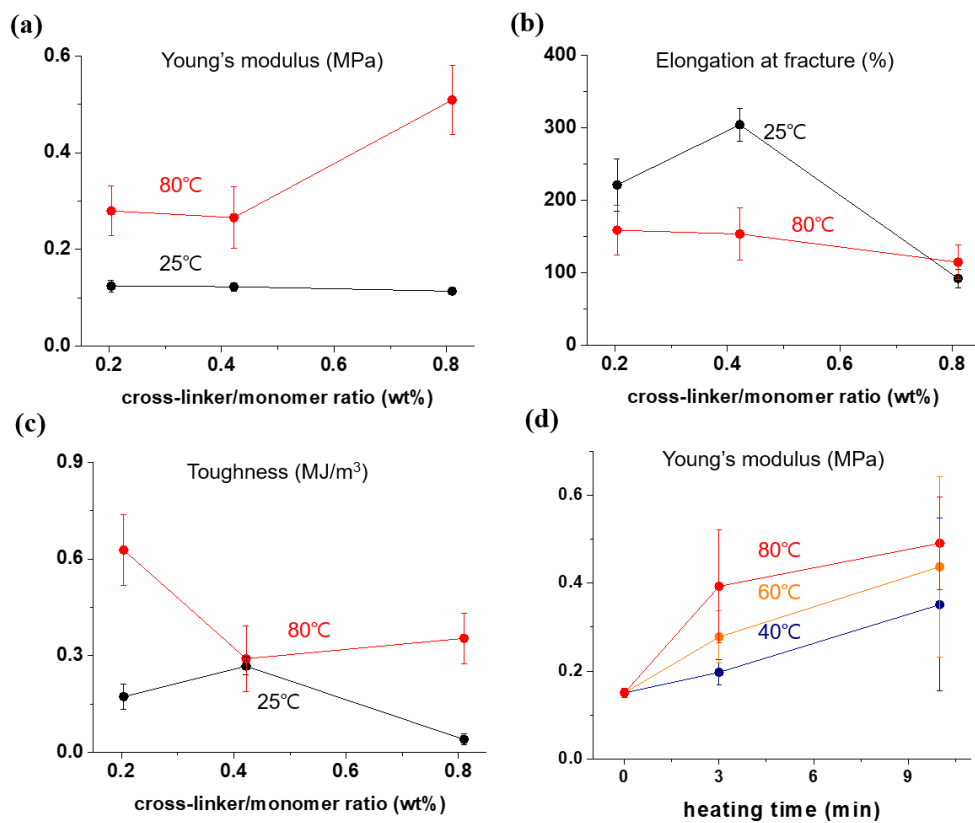 (a)
Young's modulus (MPa)
0.6
0.4
0.2
0.0
80℃
25℃
0.2 0.4 0.6 0.8
cross-linker/monomer ratio (wt%)
(b)
Elongation at fracture (%)
400
300
200
100
0
25℃
80℃
0.2 0.4 0.6 0.8
cross-linker/monomer ratio (wt%)
(c)
Toughness (MJ/m³)
0.9
0.6
0.3
0.0
80℃
25℃
0.2 0.4 0.6 0.8
cross-linker/monomer ratio (wt%)
(d)
Young's modulus (MPa)
0.6
0.4
0.2
0.0
80℃
60℃
40℃
0 3 6 9
heating time (min)